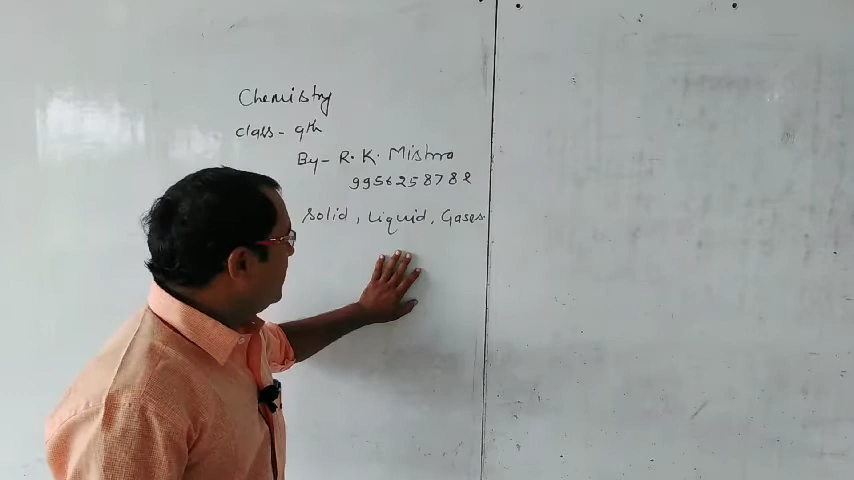 Chemistry
class - 9th
By - R. K. Mishra
9956258782
Solid, Liquid, Gases.